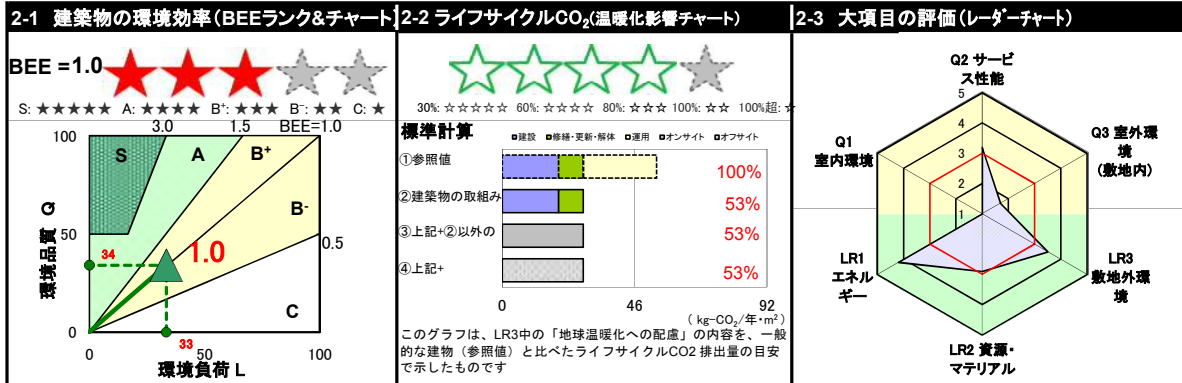 2-1 建築物の環境効率(BEEランク&チャート)
BEE =1.0
S: ★★★★★ A: ★★★★ B⁺: ★★★ B⁻: ★★ C: ★
3.0 1.5 BEE=1.0
100
S A B⁺
B⁻
環境品質 Q
50
0.5
34
1.0
C
0
33
0 50 100
環境負荷 L
2-2 ライフサイクルCO₂(温暖化影響チャート)
30%: ☆☆☆☆☆ 60%: ☆☆☆☆ 80%: ☆☆☆ 100%: ☆☆ 100%超: ☆
標準計算
建設 修繕・更新・解体 運用 オンサイト オフサイト
①参照値 100%
②建築物の取組み 53%
③上記+②以外の 53%
④上記+ 53%
0 46 92
( kg-CO₂/年・m² )
このグラフは、LR3中の「地球温暖化への配慮」の内容を、一般
的な建物(参照値)と比べたライフサイクルCO2 排出量の目安
で示したものです
2-3 大項目の評価(レーダーチャート)
Q2 サービ
ス性能
Q1
室内環境
Q3 室外環
境
(敷地内)
5
4
3
2
1
LR1
エネル
ギー
LR3
敷地外環
境
LR2 資源・
マテリアル